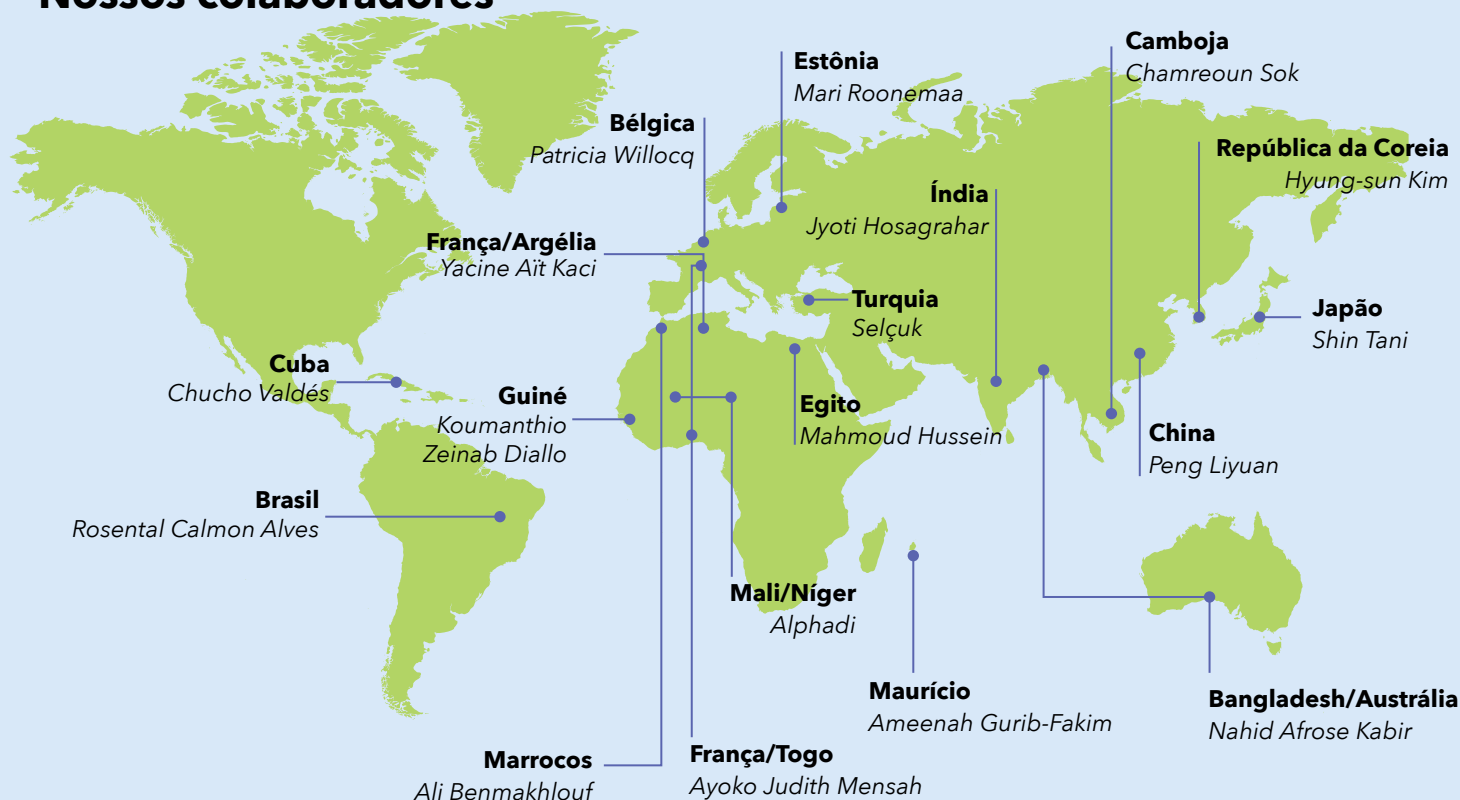 Nossos colaboradores
Camboja
Chamreoun Sok
Estônia
Mari Roonemaa
Bélgica
Patricia Willocq
República da Coreia
Hyung-sun Kim
Índia
Jyoti Hosagrahar
França/Argélia
Yacine Aït Kaci
Turquia
Selçuk
Japão
Shin Tani
Cuba
Chucho Valdés
Guiné
Koumanthio
Zeinab Diallo
Egito
Mahmoud Hussein
China
Peng Liyuan
Brasil
Rosental Calmon Alves
Mali/Níger
Alphadi
Maurício
Ameenah Gurib-Fakim
Bangladesh/Austrália
Nahid Afrose Kabir
Marrocos
Ali Benmakhlouf
França/Togo
Ayoko Judith Mensah